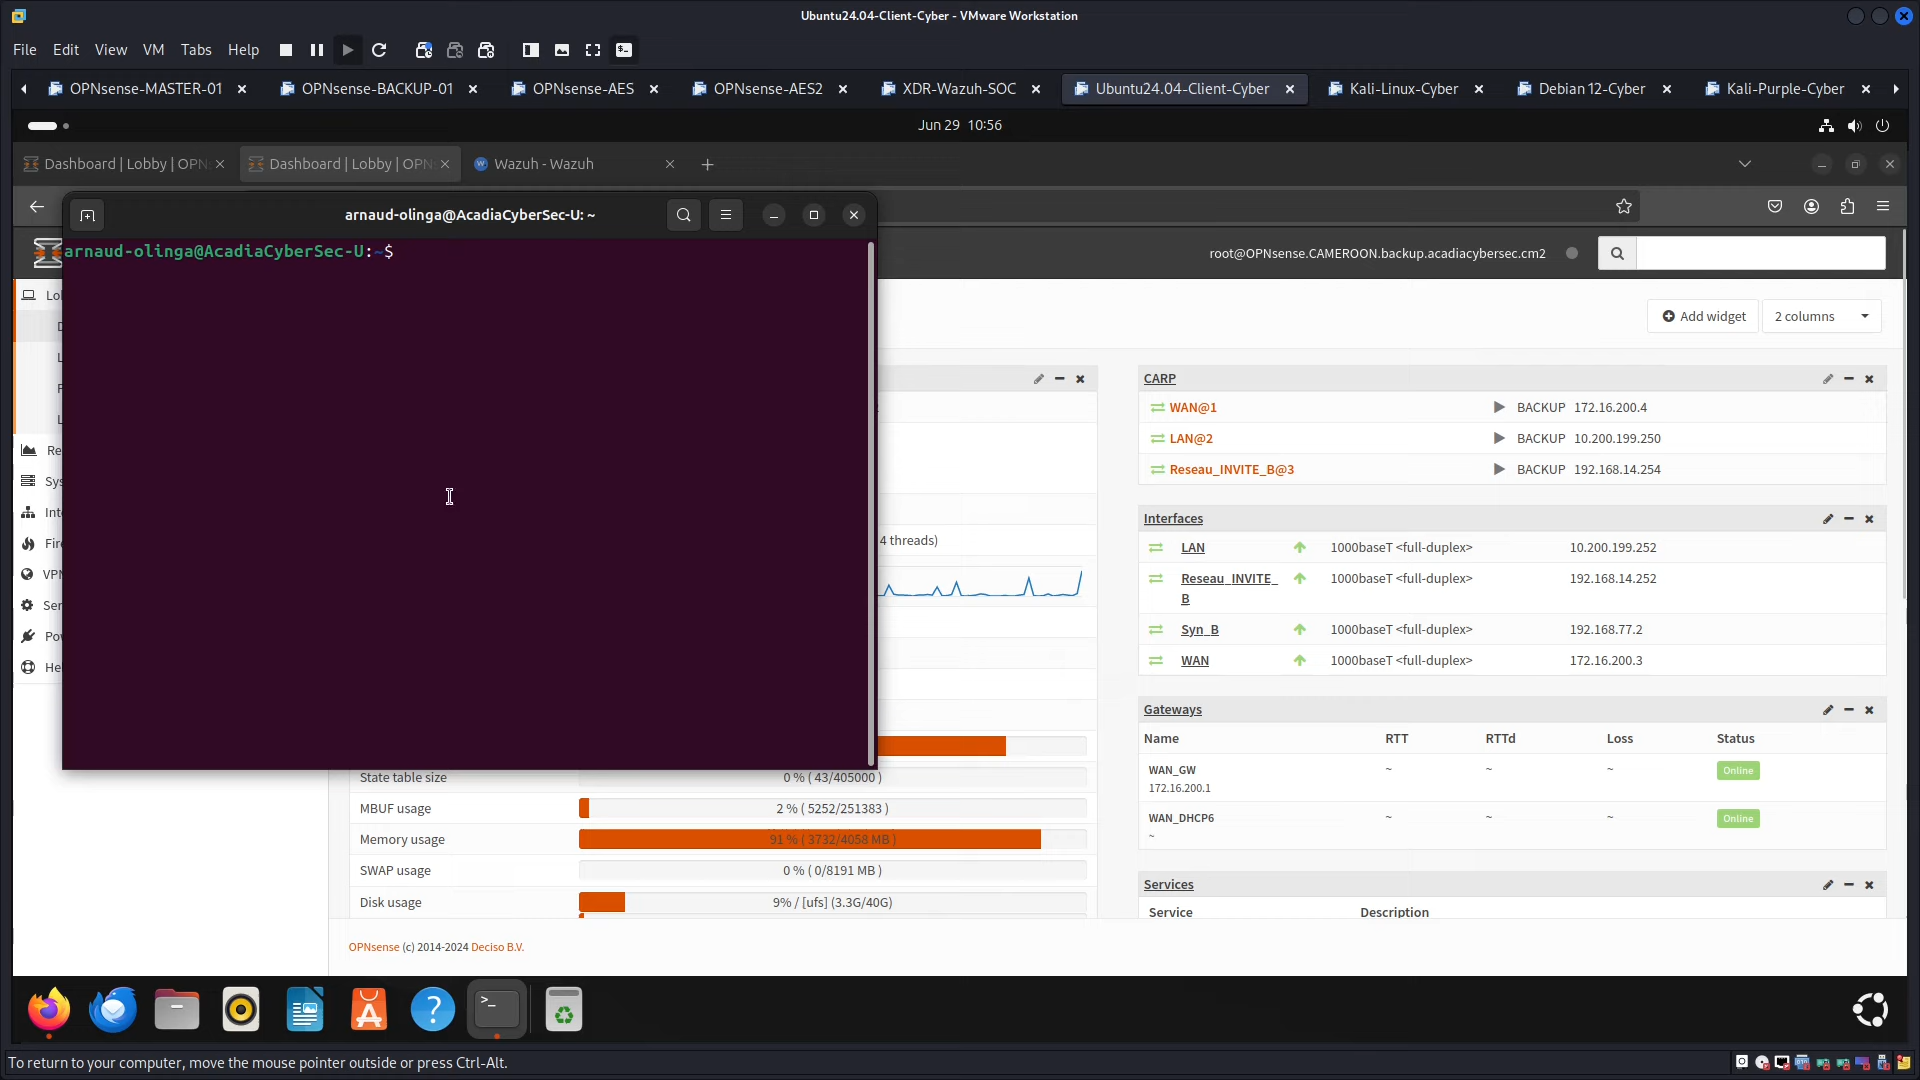 Ubuntu24.04-Client-Cyber - VMware Workstation
File Edit View VM Tabs Help
OPNsense-MASTER-01 OPNsense-BACKUP-01 OPNsense-AES OPNsense-AES2 XDR-Wazuh-SOC Ubuntu24.04-Client-Cyber Kali-Linux-Cyber Debian 12-Cyber Kali-Purple-Cyber
Jun 29 10:56
Dashboard | Lobby | OPN Dashboard | Lobby | OPN Wazuh - Wazuh
arnaud-olinga@AcadiaCyberSec-U: ~
arnaud-olinga@AcadiaCyberSec-U:~$
root@OPNsense.CAMEROON.backup.acadiacybersec.cm2
Lo
Re
Sys
Int
Fire
VPN
Ser
Pow
Hel
Add widget 2 columns
4 threads)
State table size 0 % ( 43/405000 )
MBUF usage 2 % ( 5252/251383 )
Memory usage 91 % ( 3732/4058 MB )
SWAP usage 0 % ( 0/8191 MB )
Disk usage 9% / [ufs] (3.3G/40G)
CARP
WAN@1 BACKUP 172.16.200.4
LAN@2 BACKUP 10.200.199.250
Reseau_INVITE_B@3 BACKUP 192.168.14.254
Interfaces
LAN 1000baseT <full-duplex> 10.200.199.252
Reseau_INVITE_ 1000baseT <full-duplex> 192.168.14.252
B
Syn_B 1000baseT <full-duplex> 192.168.77.2
WAN 1000baseT <full-duplex> 172.16.200.3
Gateways
Name RTT RTTd Loss Status
WAN_GW ~ ~ ~ Online
172.16.200.1
WAN_DHCP6 ~ ~ ~ Online
~
Services
Service Description
OPNsense (c) 2014-2024 Deciso B.V.
To return to your computer, move the mouse pointer outside or press Ctrl-Alt.